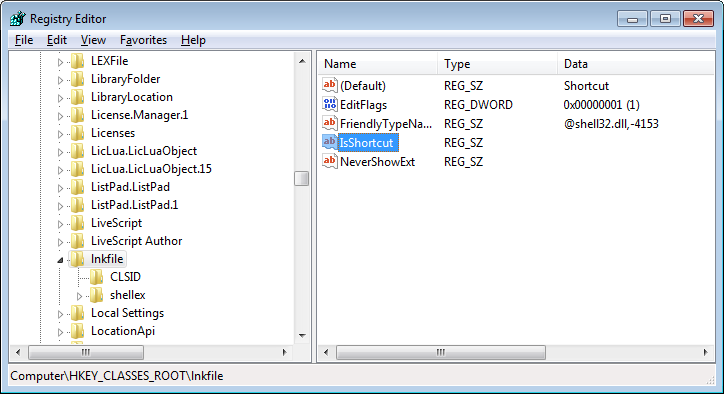 Registry Editor
File Edit View Favorites Help
LEXFile
LibraryFolder
LibraryLocation
License.Manager.1
Licenses
LicLua.LicLuaObject
LicLua.LicLuaObject.15
ListPad.ListPad
ListPad.ListPad.1
LiveScript
LiveScript Author
lnkfile
CLSID
shellex
Local Settings
LocationApi
Name Type Data
(Default) REG_SZ Shortcut
EditFlags REG_DWORD 0x00000001 (1)
FriendlyTypeNa... REG_SZ @shell32.dll,-4153
IsShortcut REG_SZ
NeverShowExt REG_SZ
Computer\HKEY_CLASSES_ROOT\lnkfile